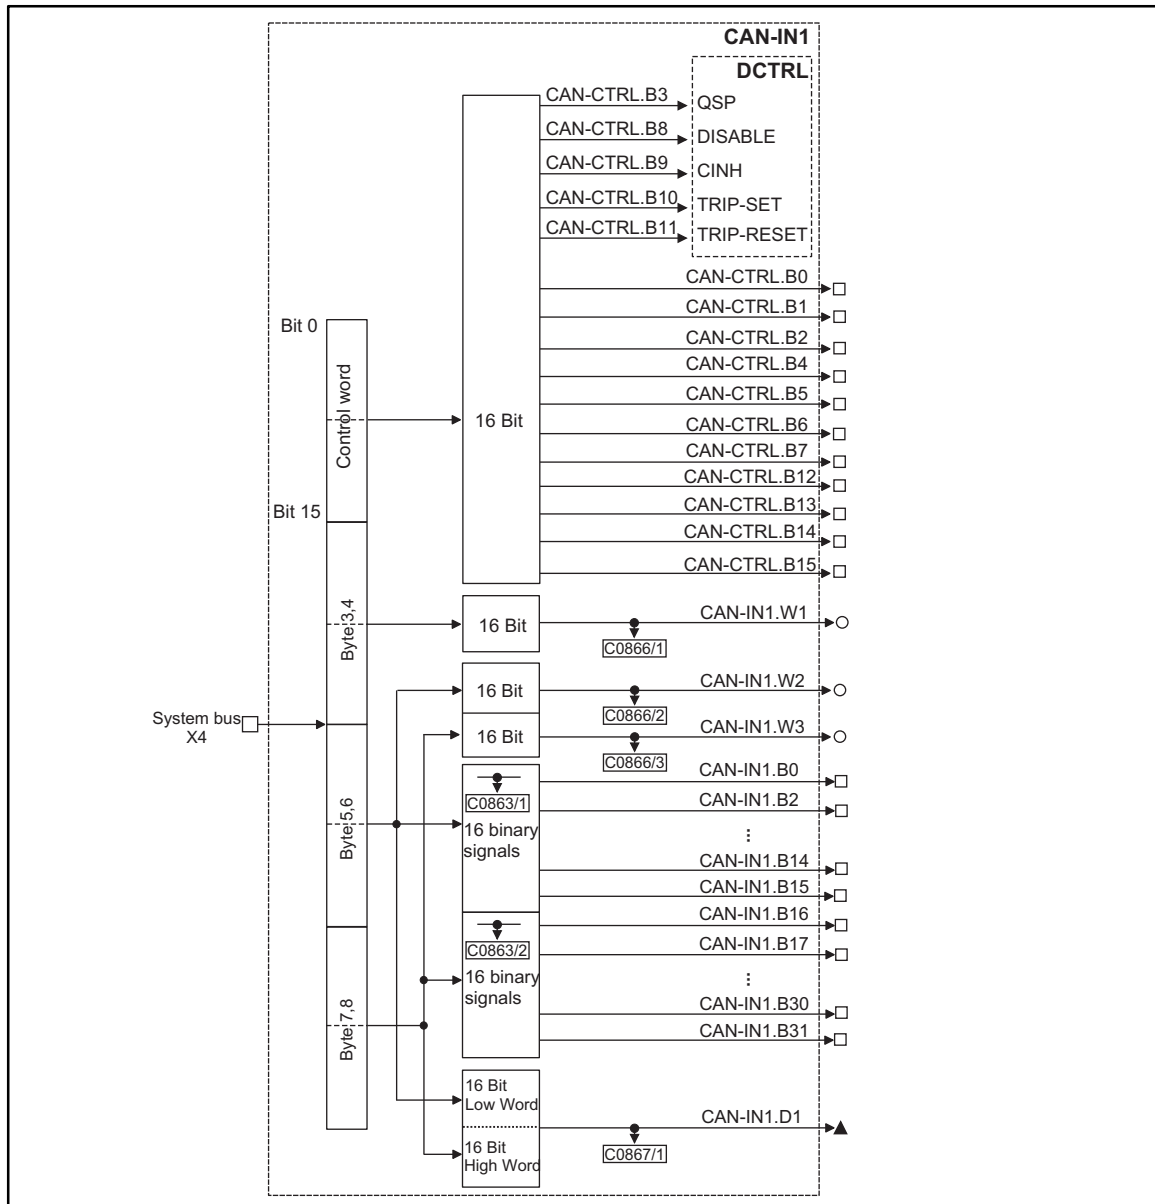 CAN-IN1
DCTRL
CAN-CTRL.B3
QSP
CAN-CTRL.B8
DISABLE
CAN-CTRL.B9
CINH
CAN-CTRL.B10
TRIP-SET
CAN-CTRL.B11
TRIP-RESET
CAN-CTRL.B0
CAN-CTRL.B1
CAN-CTRL.B2
CAN-CTRL.B4
CAN-CTRL.B5
CAN-CTRL.B6
CAN-CTRL.B7
CAN-CTRL.B12
CAN-CTRL.B13
CAN-CTRL.B14
CAN-CTRL.B15
Bit 0
Control word
16 Bit
Bit 15
Byte 3,4
16 Bit
CAN-IN1.W1
C0866/1
16 Bit
CAN-IN1.W2
C0866/2
System bus
X4
16 Bit
CAN-IN1.W3
C0866/3
Byte 5,6
C0863/1
16 binary
signals
CAN-IN1.B0
CAN-IN1.B2
⋮
CAN-IN1.B14
CAN-IN1.B15
C0863/2
16 binary
signals
CAN-IN1.B16
CAN-IN1.B17
⋮
CAN-IN1.B30
CAN-IN1.B31
Byte 7,8
16 Bit
Low Word
16 Bit
High Word
CAN-IN1.D1
C0867/1